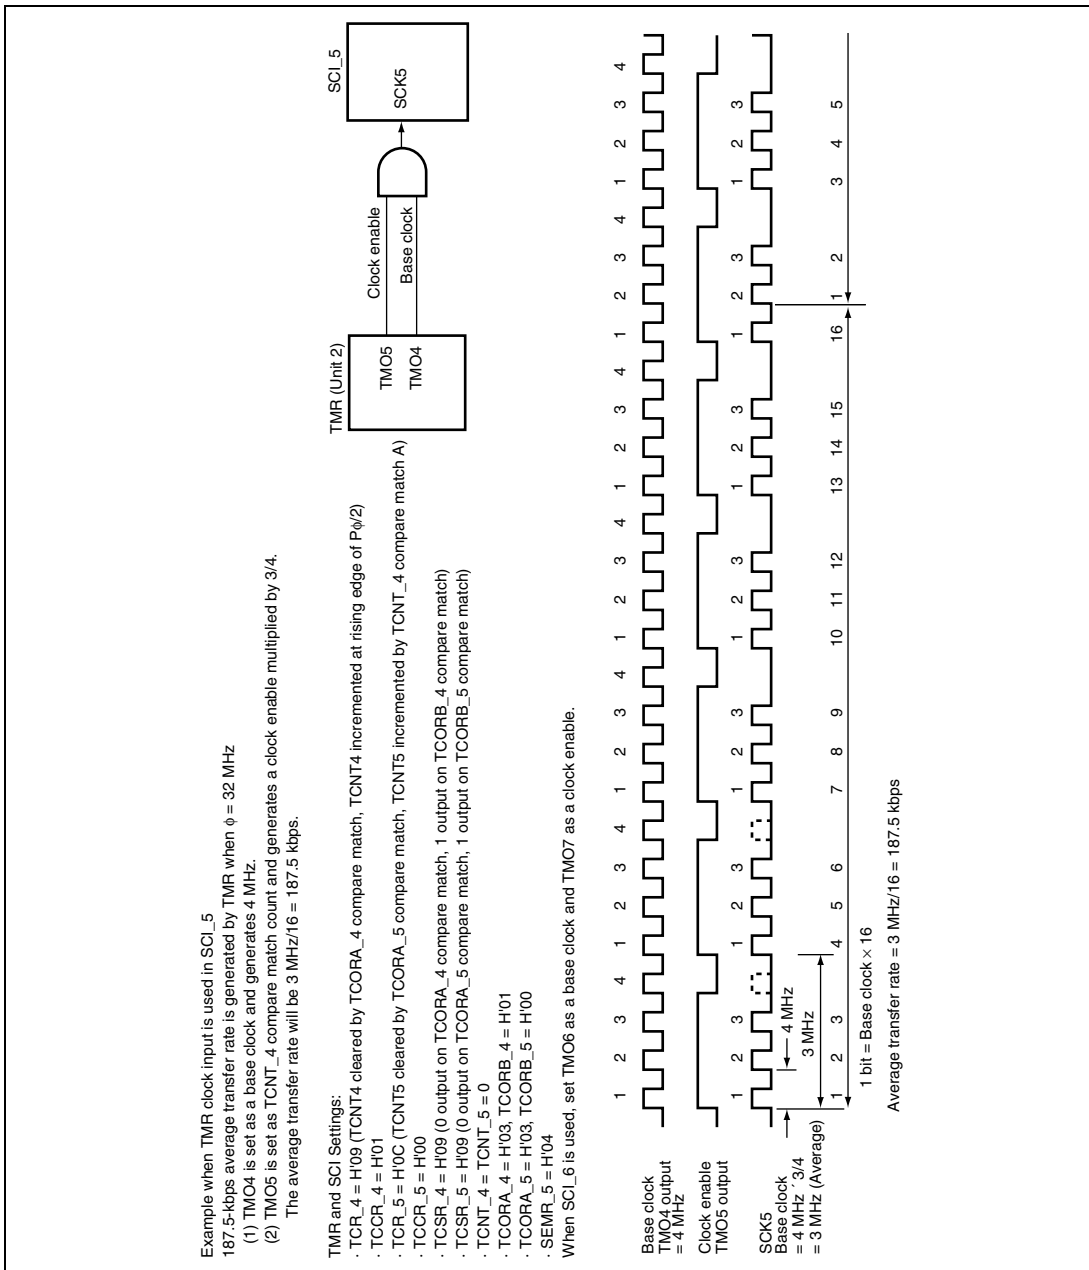 Example when TMR clock input is used in SCI_5
187.5-kbps average transfer rate is generated by TMR when ϕ = 32 MHz
(1) TMO4 is set as a base clock and generates 4 MHz.
(2) TMO5 is set as TCNT_4 compare match count and generates a clock enable multiplied by 3/4.
The average transfer rate will be 3 MHz/16 = 187.5 kbps.
TMR and SCI Settings:
· TCR_4 = H'09 (TCNT4 cleared by TCORA_4 compare match, TCNT4 incremented at rising edge of Pϕ/2)
· TCCR_4 = H'01
· TCR_5 = H'0C (TCNT5 cleared by TCORA_5 compare match, TCNT5 incremented by TCNT_4 compare match A)
· TCCR_5 = H'00
· TCSR_4 = H'09 (0 output on TCORA_4 compare match, 1 output on TCORB_4 compare match)
· TCSR_5 = H'09 (0 output on TCORA_5 compare match, 1 output on TCORB_5 compare match)
· TCNT_4 = TCNT_5 = 0
· TCORA_4 = H'03, TCORB_4 = H'01
· TCORA_5 = H'03, TCORB_5 = H'00
· SEMR_5 = H'04
When SCI_6 is used, set TMO6 as a base clock and TMO7 as a clock enable.
TMR (Unit 2)
TMO5
TMO4
Clock enable
Base clock
SCI_5
SCK5
1 2 3 4 1 2 3 4 1 2 3 4 1 2 3 4 1 2 3 4 1 2 3 4 1 2 3 4
Base clock
TMO4 output
= 4 MHz
Clock enable
TMO5 output
1 2 3 1 2 3 1 2 3 1 2 3 1 2 3 1 2 3 1 2 3
SCK5
Base clock
= 4 MHz ´ 3/4
= 3 MHz (Average)
4 MHz
3 MHz
1 2 3 4 5 6 7 8 9 10 11 12 13 14 15 16 1 2 3 4 5
1 bit = Base clock × 16
Average transfer rate = 3 MHz/16 = 187.5 kbps